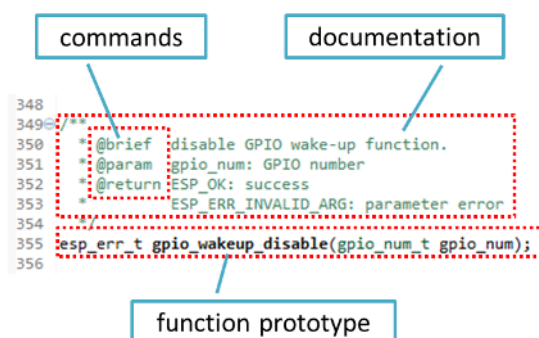 commands
documentation
348
349 /**
350 * @brief disable GPIO wake-up function.
351 * @param gpio_num: GPIO number
352 * @return ESP_OK: success
353 * ESP_ERR_INVALID_ARG: parameter error
354 */
355 esp_err_t gpio_wakeup_disable(gpio_num_t gpio_num);
356
function prototype